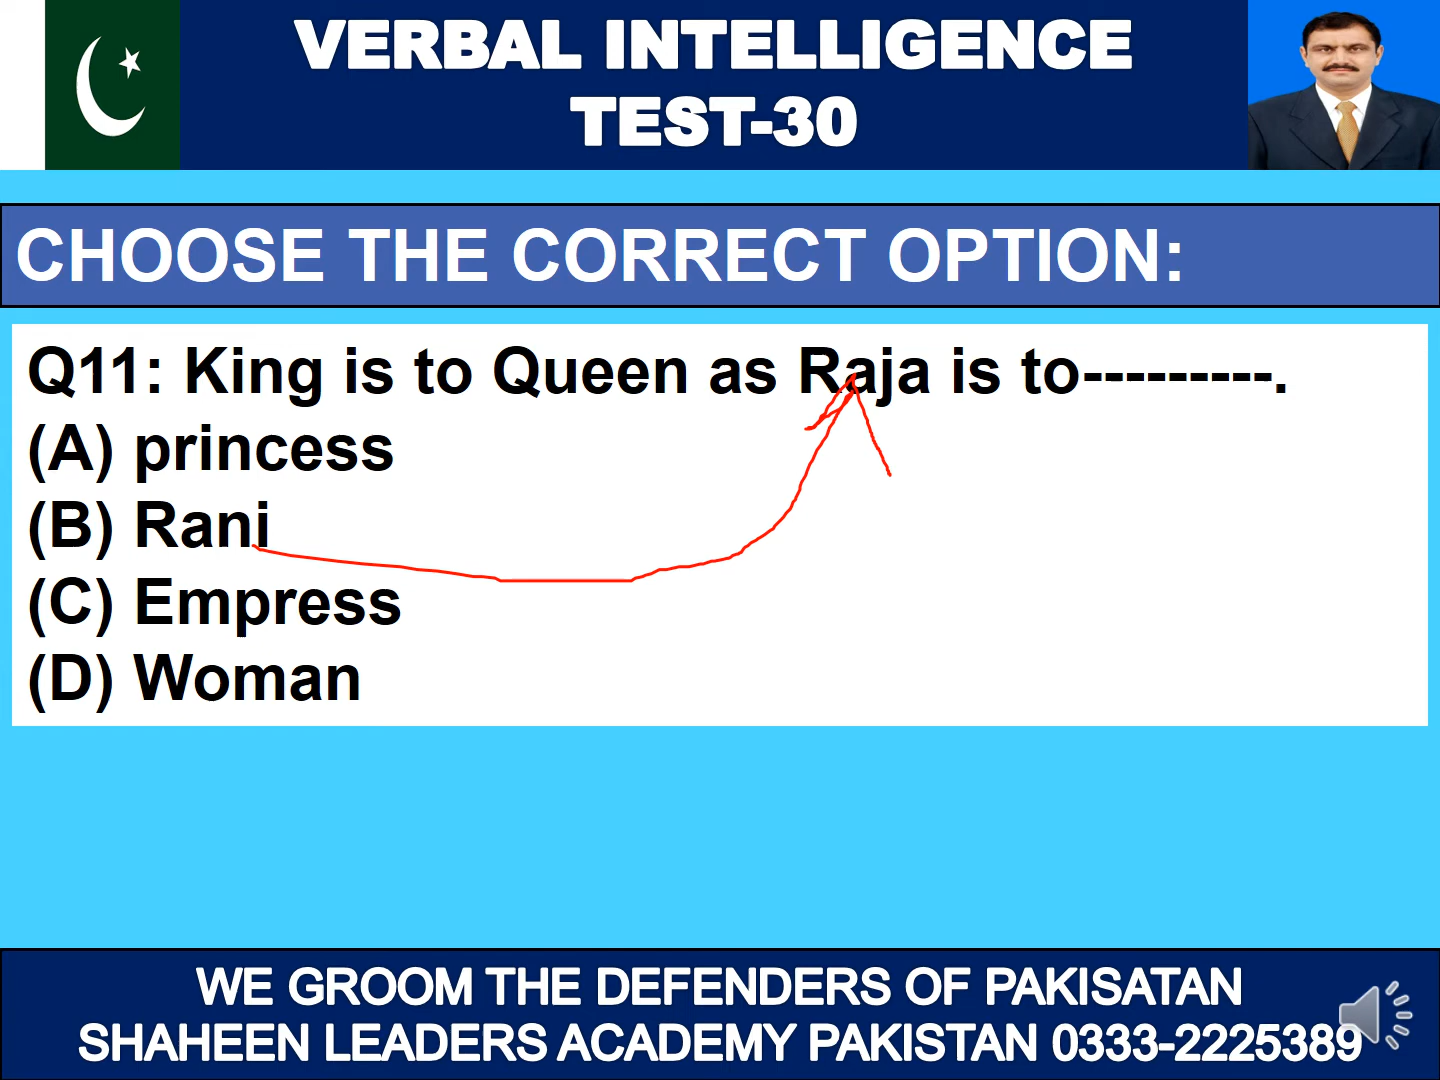 VERBAL INTELLIGENCE
TEST-30
CHOOSE THE CORRECT OPTION:
Q11: King is to Queen as Raja is to---------.
(A) princess
(B) Rani
(C) Empress
(D) Woman
WE GROOM THE DEFENDERS OF PAKISATAN
SHAHEEN LEADERS ACADEMY PAKISTAN 0333-2225389